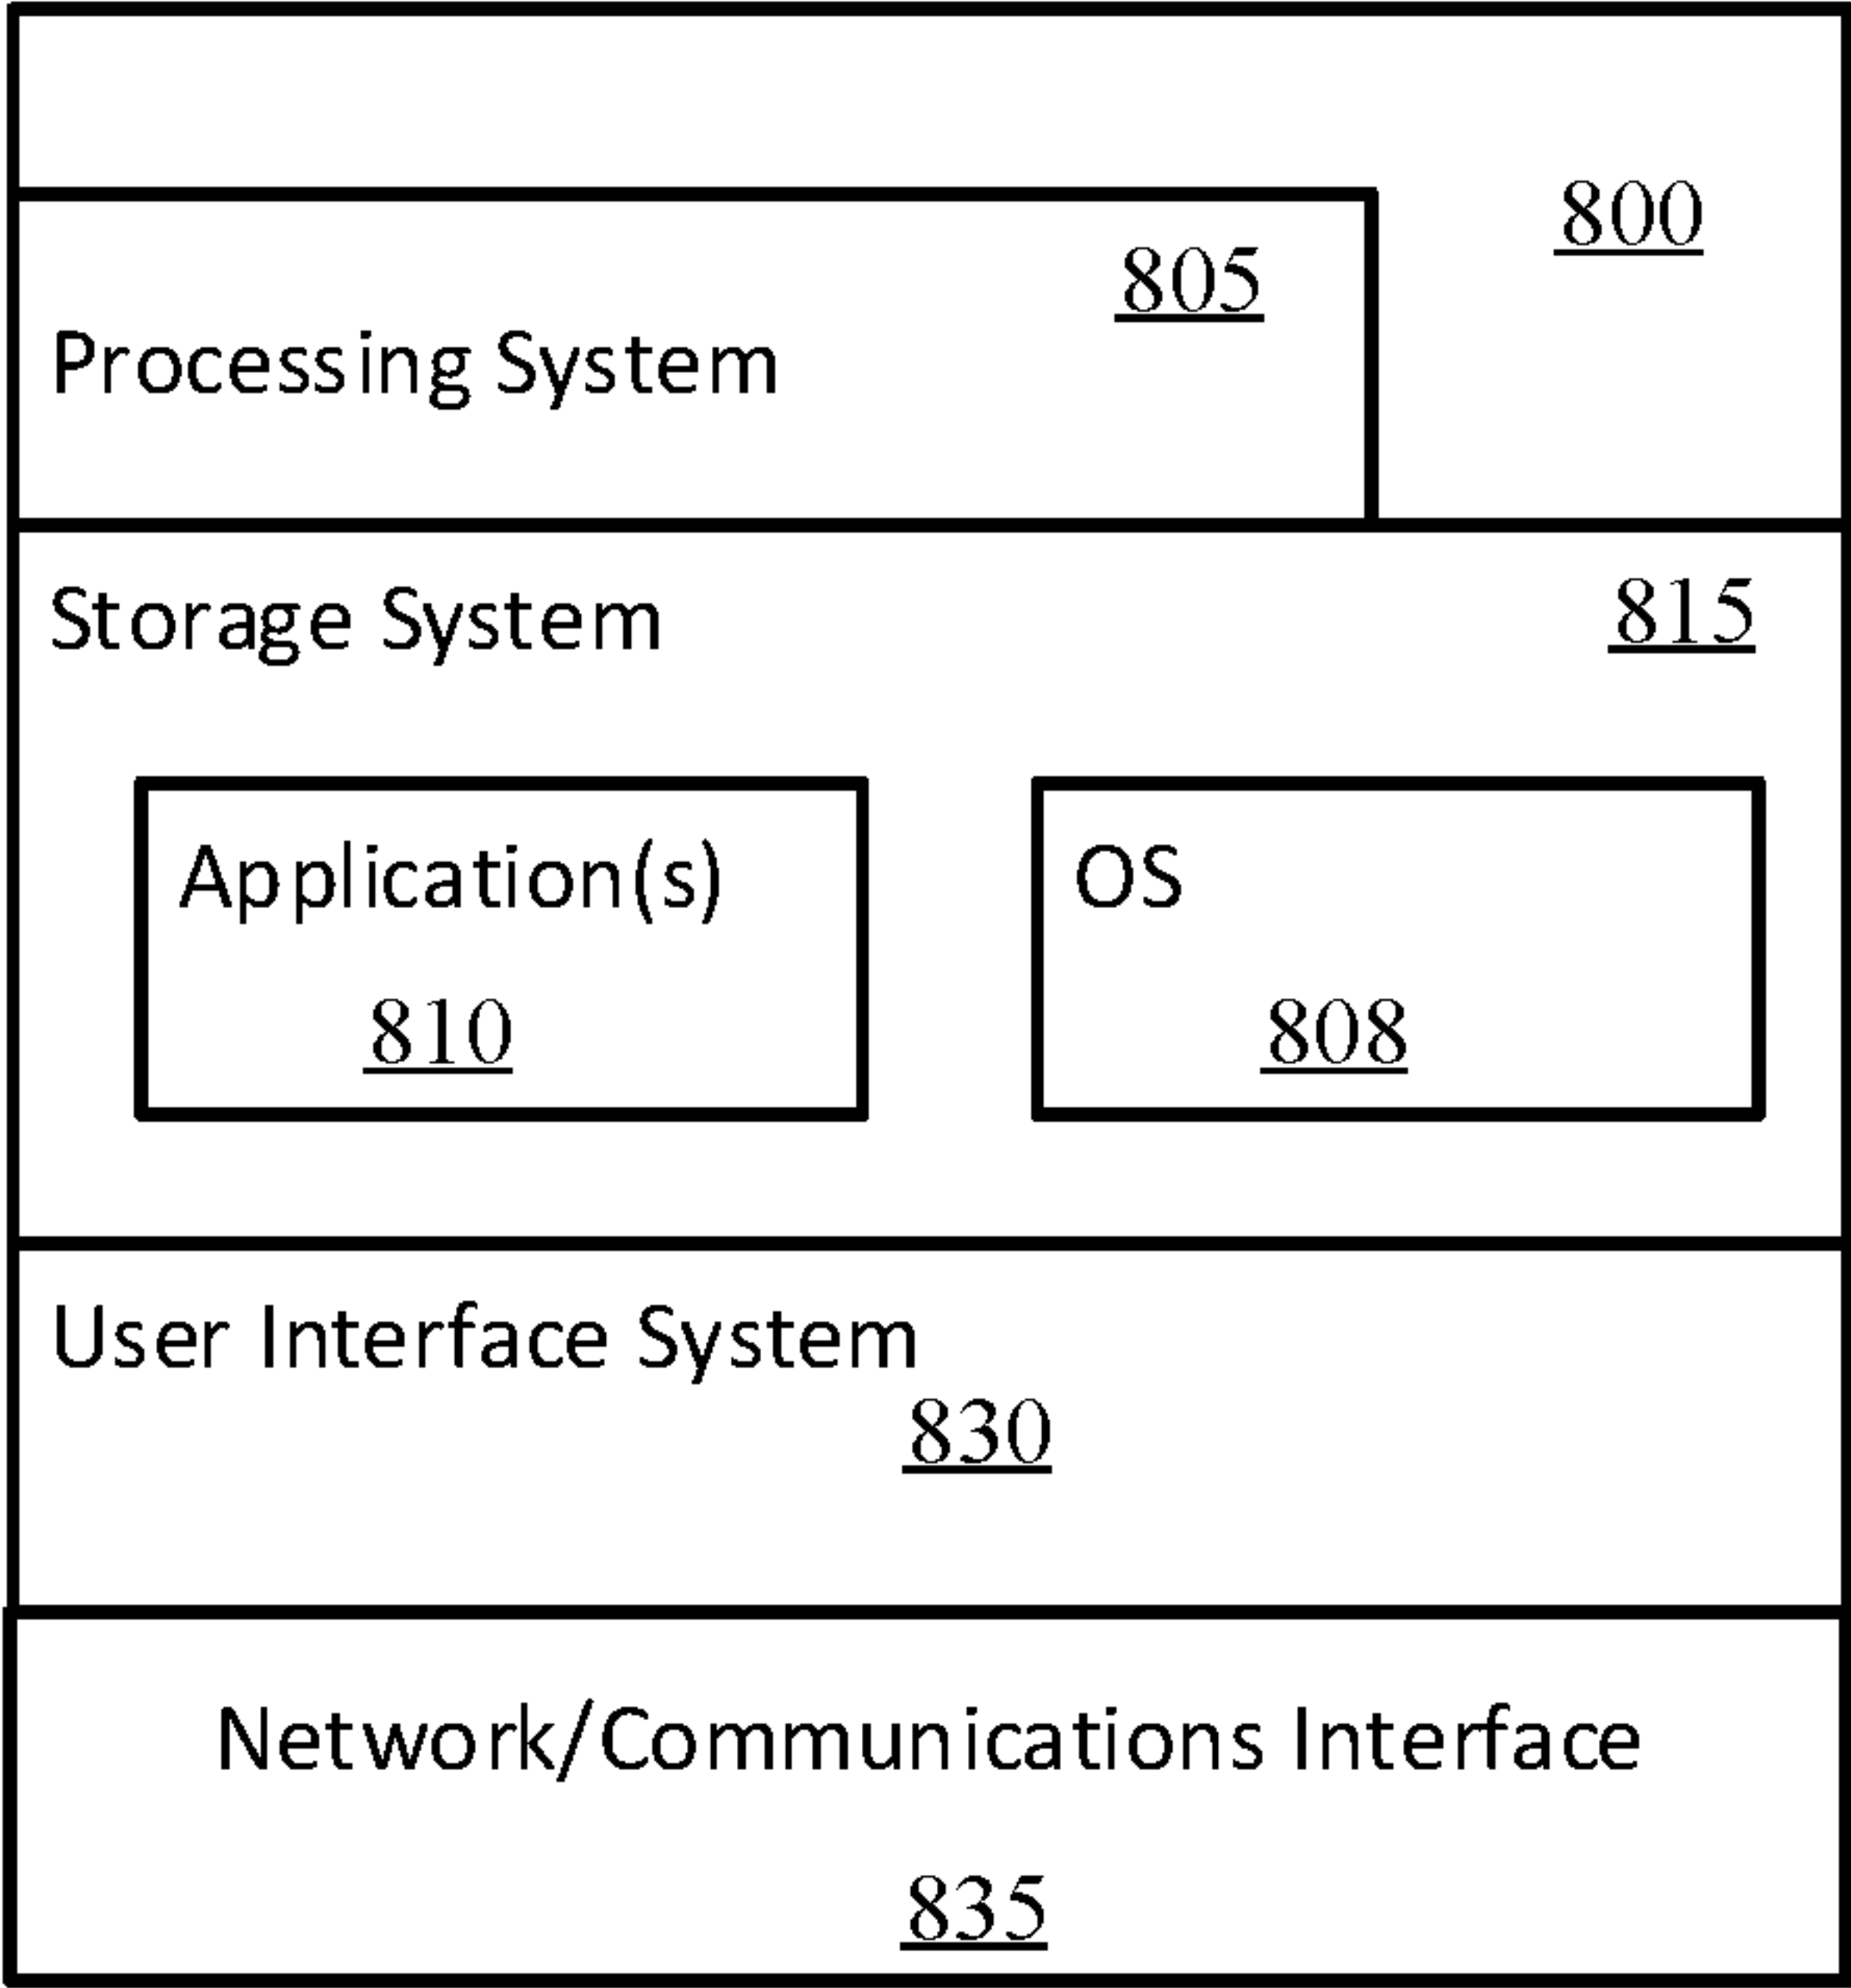 800
805
Processing System
Storage System 815
Application(s) OS
810 808
User Interface System
830
Network/Communications Interface
835